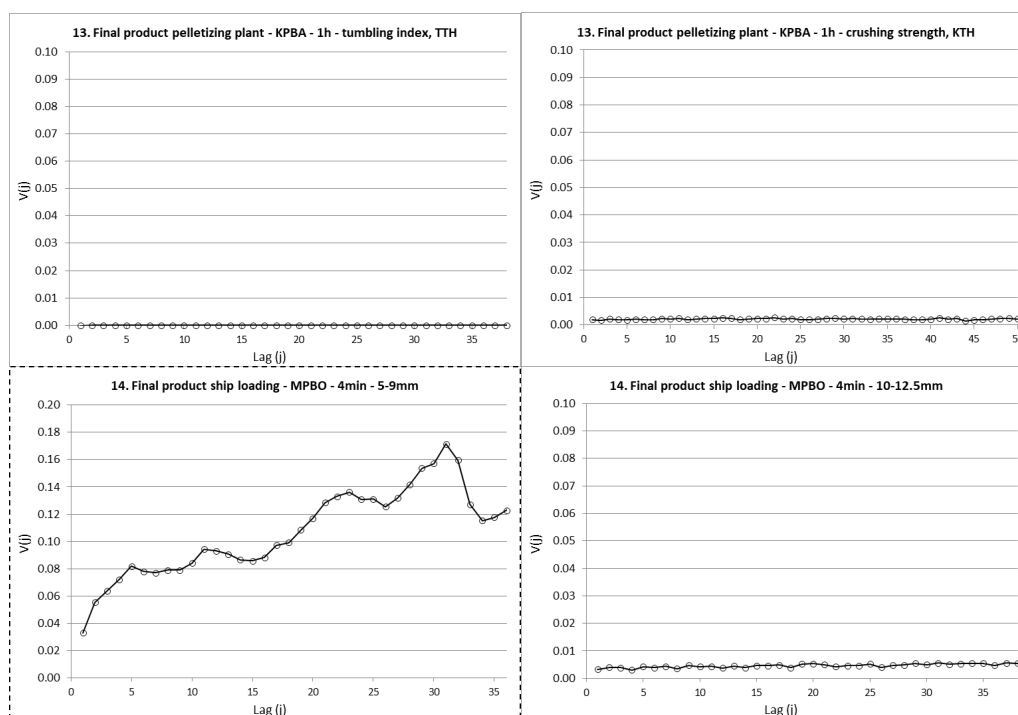 13. Final product pelletizing plant - KPBA - 1h - tumbling index, TTH
0.10
0.09
0.08
0.07
0.06
0.05
0.04
0.03
0.02
0.01
0.00
V(j)
0 5 10 15 20 25 30 35
Lag (j)
13. Final product pelletizing plant - KPBA - 1h - crushing strength, KTH
0.10
0.09
0.08
0.07
0.06
0.05
0.04
0.03
0.02
0.01
0.00
V(j)
0 5 10 15 20 25 30 35 40 45 50
Lag (j)
14. Final product ship loading - MPBO - 4min - 5-9mm
0.20
0.18
0.16
0.14
0.12
0.10
0.08
0.06
0.04
0.02
0.00
V(j)
0 5 10 15 20 25 30 35
Lag (j)
14. Final product ship loading - MPBO - 4min - 10-12.5mm
0.10
0.09
0.08
0.07
0.06
0.05
0.04
0.03
0.02
0.01
0.00
V(j)
0 5 10 15 20 25 30 35
Lag (j)